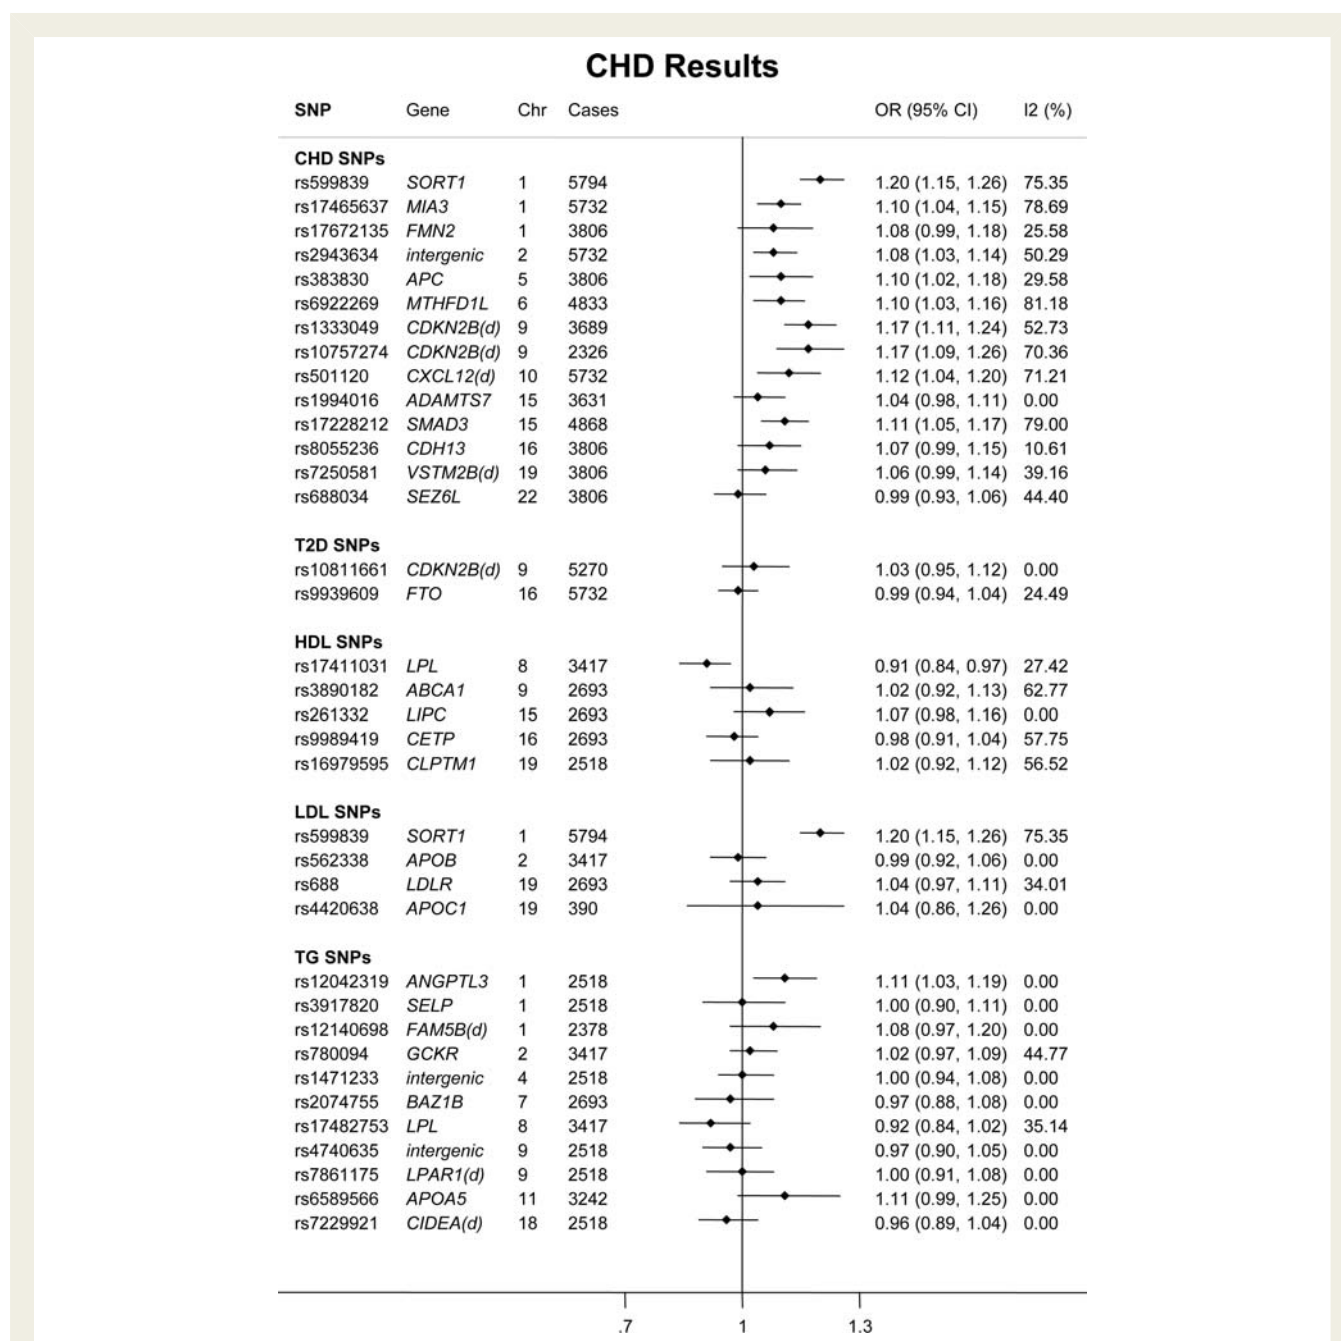 CHD Results
SNP Gene Chr Cases OR (95% CI) I2 (%)
CHD SNPs
rs599839 SORT1 1 5794 1.20 (1.15, 1.26) 75.35
rs17465637 MIA3 1 5732 1.10 (1.04, 1.15) 78.69
rs17672135 FMN2 1 3806 1.08 (0.99, 1.18) 25.58
rs2943634 intergenic 2 5732 1.08 (1.03, 1.14) 50.29
rs383830 APC 5 3806 1.10 (1.02, 1.18) 29.58
rs6922269 MTHFD1L 6 4833 1.10 (1.03, 1.16) 81.18
rs1333049 CDKN2B(d) 9 3689 1.17 (1.11, 1.24) 52.73
rs10757274 CDKN2B(d) 9 2326 1.17 (1.09, 1.26) 70.36
rs501120 CXCL12(d) 10 5732 1.12 (1.04, 1.20) 71.21
rs1994016 ADAMTS7 15 3631 1.04 (0.98, 1.11) 0.00
rs17228212 SMAD3 15 4868 1.11 (1.05, 1.17) 79.00
rs8055236 CDH13 16 3806 1.07 (0.99, 1.15) 10.61
rs7250581 VSTM2B(d) 19 3806 1.06 (0.99, 1.14) 39.16
rs688034 SEZ6L 22 3806 0.99 (0.93, 1.06) 44.40
T2D SNPs
rs10811661 CDKN2B(d) 9 5270 1.03 (0.95, 1.12) 0.00
rs9939609 FTO 16 5732 0.99 (0.94, 1.04) 24.49
HDL SNPs
rs17411031 LPL 8 3417 0.91 (0.84, 0.97) 27.42
rs3890182 ABCA1 9 2693 1.02 (0.92, 1.13) 62.77
rs261332 LIPC 15 2693 1.07 (0.98, 1.16) 0.00
rs9989419 CETP 16 2693 0.98 (0.91, 1.04) 57.75
rs16979595 CLPTM1 19 2518 1.02 (0.92, 1.12) 56.52
LDL SNPs
rs599839 SORT1 1 5794 1.20 (1.15, 1.26) 75.35
rs562338 APOB 2 3417 0.99 (0.92, 1.06) 0.00
rs688 LDLR 19 2693 1.04 (0.97, 1.11) 34.01
rs4420638 APOC1 19 390 1.04 (0.86, 1.26) 0.00
TG SNPs
rs12042319 ANGPTL3 1 2518 1.11 (1.03, 1.19) 0.00
rs3917820 SELP 1 2518 1.00 (0.90, 1.11) 0.00
rs12140698 FAM5B(d) 1 2378 1.08 (0.97, 1.20) 0.00
rs780094 GCKR 2 3417 1.02 (0.97, 1.09) 44.77
rs1471233 intergenic 4 2518 1.00 (0.94, 1.08) 0.00
rs2074755 BAZ1B 7 2693 0.97 (0.88, 1.08) 0.00
rs17482753 LPL 8 3417 0.92 (0.84, 1.02) 35.14
rs4740635 intergenic 9 2518 0.97 (0.90, 1.05) 0.00
rs7861175 LPAR1(d) 9 2518 1.00 (0.91, 1.08) 0.00
rs6589566 APOA5 11 3242 1.11 (0.99, 1.25) 0.00
rs7229921 CIDEA(d) 18 2518 0.96 (0.89, 1.04) 0.00
.7 1 1.3